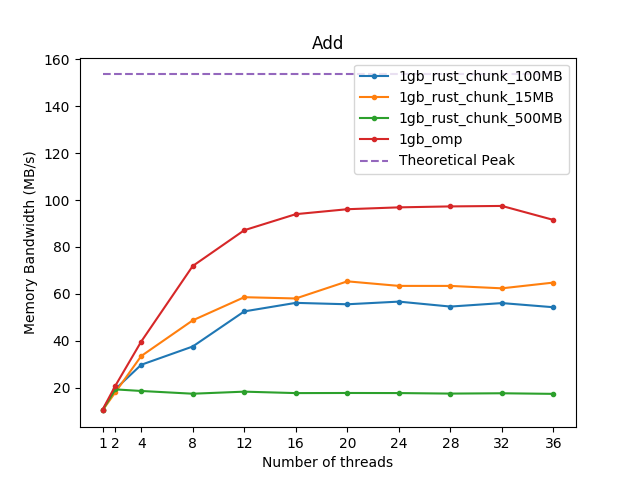 Add
160
140
120
100
80
60
40
20
Memory Bandwidth (MB/s)
1gb_rust_chunk_100MB
1gb_rust_chunk_15MB
1gb_rust_chunk_500MB
1gb_omp
Theoretical Peak
1 2 4 8 12 16 20 24 28 32 36
Number of threads